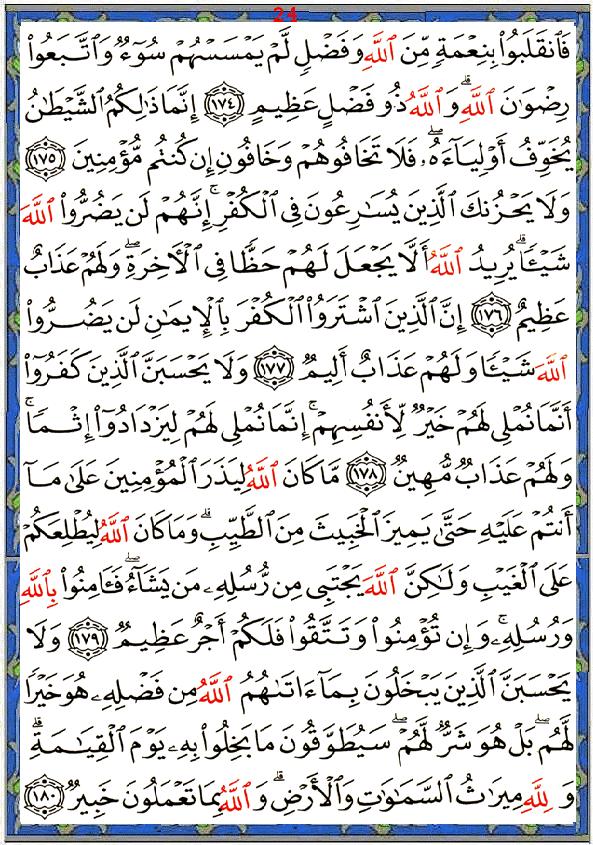 24
فَٱنقَلَبُوا۟ بِنِعْمَةٍ مِّنَ ٱللَّهِ وَفَضْلٍ لَّمْ يَمْسَسْهُمْ سُوٓءٌ وَٱتَّبَعُوا۟
رِضْوَٰنَ ٱللَّهِ ۗ وَٱللَّهُ ذُو فَضْلٍ عَظِيمٍ ﴿١٧٤﴾ إِنَّمَا ذَٰلِكُمُ ٱلشَّيْطَٰنُ
يُخَوِّفُ أَوْلِيَآءَهُۥ ۖ فَلَا تَخَافُوهُمْ وَخَافُونِ إِن كُنتُم مُّؤْمِنِينَ ﴿١٧٥﴾
وَلَا يَحْزُنكَ ٱلَّذِينَ يُسَٰرِعُونَ فِى ٱلْكُفْرِ ۚ إِنَّهُمْ لَن يَضُرُّوا۟ ٱللَّهَ
شَيْـًٔا ۗ يُرِيدُ ٱللَّهُ أَلَّا يَجْعَلَ لَهُمْ حَظًّا فِى ٱلْـَٔاخِرَةِ ۖ وَلَهُمْ عَذَابٌ
عَظِيمٌ ﴿١٧٦﴾ إِنَّ ٱلَّذِينَ ٱشْتَرَوُا۟ ٱلْكُفْرَ بِٱلْإِيمَٰنِ لَن يَضُرُّوا۟
ٱللَّهَ شَيْـًٔا وَلَهُمْ عَذَابٌ أَلِيمٌ ﴿١٧٧﴾ وَلَا يَحْسَبَنَّ ٱلَّذِينَ كَفَرُوٓا۟
أَنَّمَا نُمْلِى لَهُمْ خَيْرٌ لِّأَنفُسِهِمْ ۚ إِنَّمَا نُمْلِى لَهُمْ لِيَزْدَادُوٓا۟ إِثْمًا ۚ
وَلَهُمْ عَذَابٌ مُّهِينٌ ﴿١٧٨﴾ مَّا كَانَ ٱللَّهُ لِيَذَرَ ٱلْمُؤْمِنِينَ عَلَىٰ مَآ
أَنتُمْ عَلَيْهِ حَتَّىٰ يَمِيزَ ٱلْخَبِيثَ مِنَ ٱلطَّيِّبِ ۗ وَمَا كَانَ ٱللَّهُ لِيُطْلِعَكُمْ
عَلَى ٱلْغَيْبِ وَلَٰكِنَّ ٱللَّهَ يَجْتَبِى مِن رُّسُلِهِۦ مَن يَشَآءُ ۖ فَـَٔامِنُوا۟ بِٱللَّهِ
وَرُسُلِهِۦ ۚ وَإِن تُؤْمِنُوا۟ وَتَتَّقُوا۟ فَلَكُمْ أَجْرٌ عَظِيمٌ ﴿١٧٩﴾ وَلَا
يَحْسَبَنَّ ٱلَّذِينَ يَبْخَلُونَ بِمَآ ءَاتَىٰهُمُ ٱللَّهُ مِن فَضْلِهِۦ هُوَ خَيْرًا
لَّهُم ۖ بَلْ هُوَ شَرٌّ لَّهُمْ ۖ سَيُطَوَّقُونَ مَا بَخِلُوا۟ بِهِۦ يَوْمَ ٱلْقِيَٰمَةِ ۗ
وَلِلَّهِ مِيرَٰثُ ٱلسَّمَٰوَٰتِ وَٱلْأَرْضِ ۗ وَٱللَّهُ بِمَا تَعْمَلُونَ خَبِيرٌ ﴿١٨٠﴾